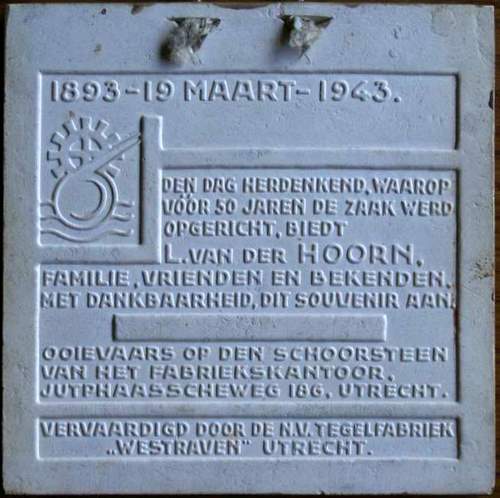 1893-19 MAART-1943.
DEN DAG HERDENKEND, WAAROP
VÓÓR 50 JAREN DE ZAAK WERD
OPGERICHT, BIEDT
L. VAN DER HOORN,
FAMILIE, VRIENDEN EN BEKENDEN,
MET DANKBAARHEID, DIT SOUVENIR AAN.
OOIEVAARS OP DEN SCHOORSTEEN
VAN HET FABRIEKSKANTOOR,
JUTPHAASSCHEWEG 186, UTRECHT.
VERVAARDIGD DOOR DE N.V. TEGELFABRIEK
„WESTRAVEN" UTRECHT.